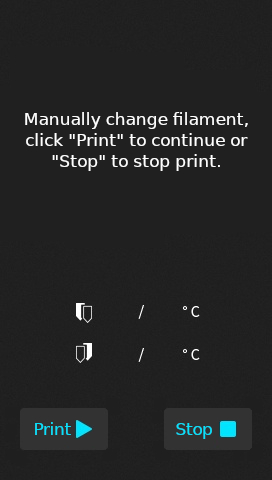 Manually change filament,
click "Print" to continue or
"Stop" to stop print.
/ °C
/ °C
Print
Stop